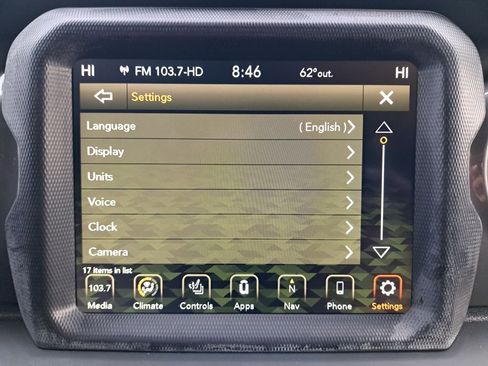 HI FM 103.7-HD 8:46 62°out. HI
Settings
Language ( English )
Display
Units
Voice
Clock
Camera
17 items in list
103.7 N
Media Climate Controls Apps Nav Phone Settings